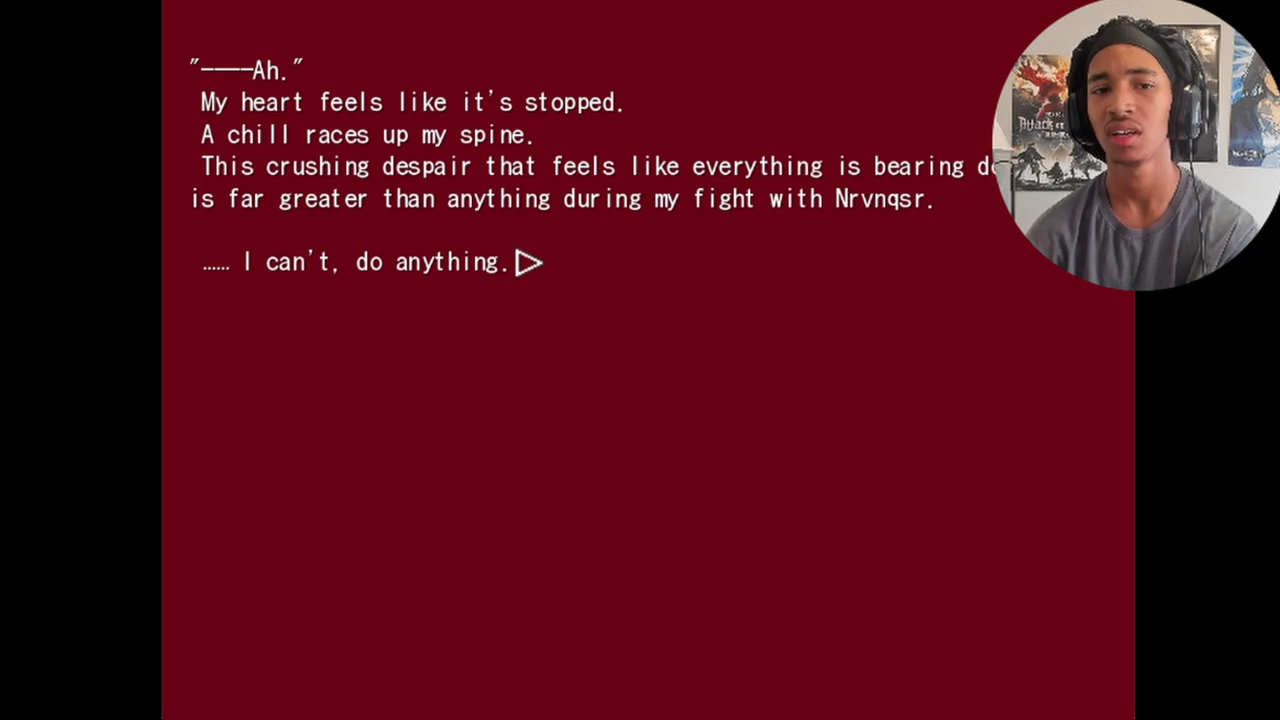 "───Ah."
My heart feels like it's stopped.
A chill races up my spine.
This crushing despair that feels like everything is bearing
is far greater than anything during my fight with Nrvnqsr.
…… I can't, do anything.
Attack